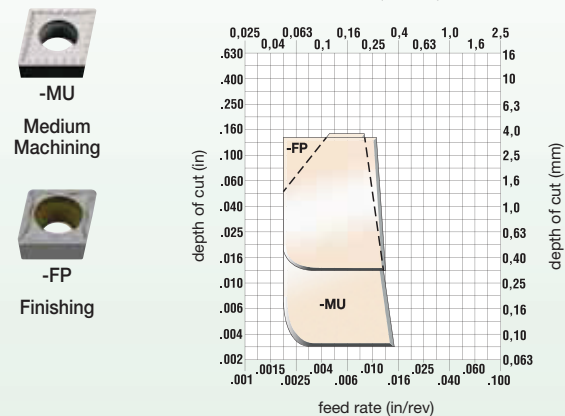 -MU
Medium
Machining
-FP
Finishing
0,025 0,063 0,16 0,4 1,0 2,5
0,04 0,1 0,25 0,63 1,6
.630 16
.400 10
.250 6,3
.160 4,0
.100 2,5
.060 1,6
.040 1,0
.025 0,63
.016 0,40
.010 0,25
.006 0,16
.004 0,10
.002 0,063
depth of cut (in)
depth of cut (mm)
-FP
-MU
.0015 .004 .010 .025 .060
.001 .0025 .006 .016 .040 .100
feed rate (in/rev)